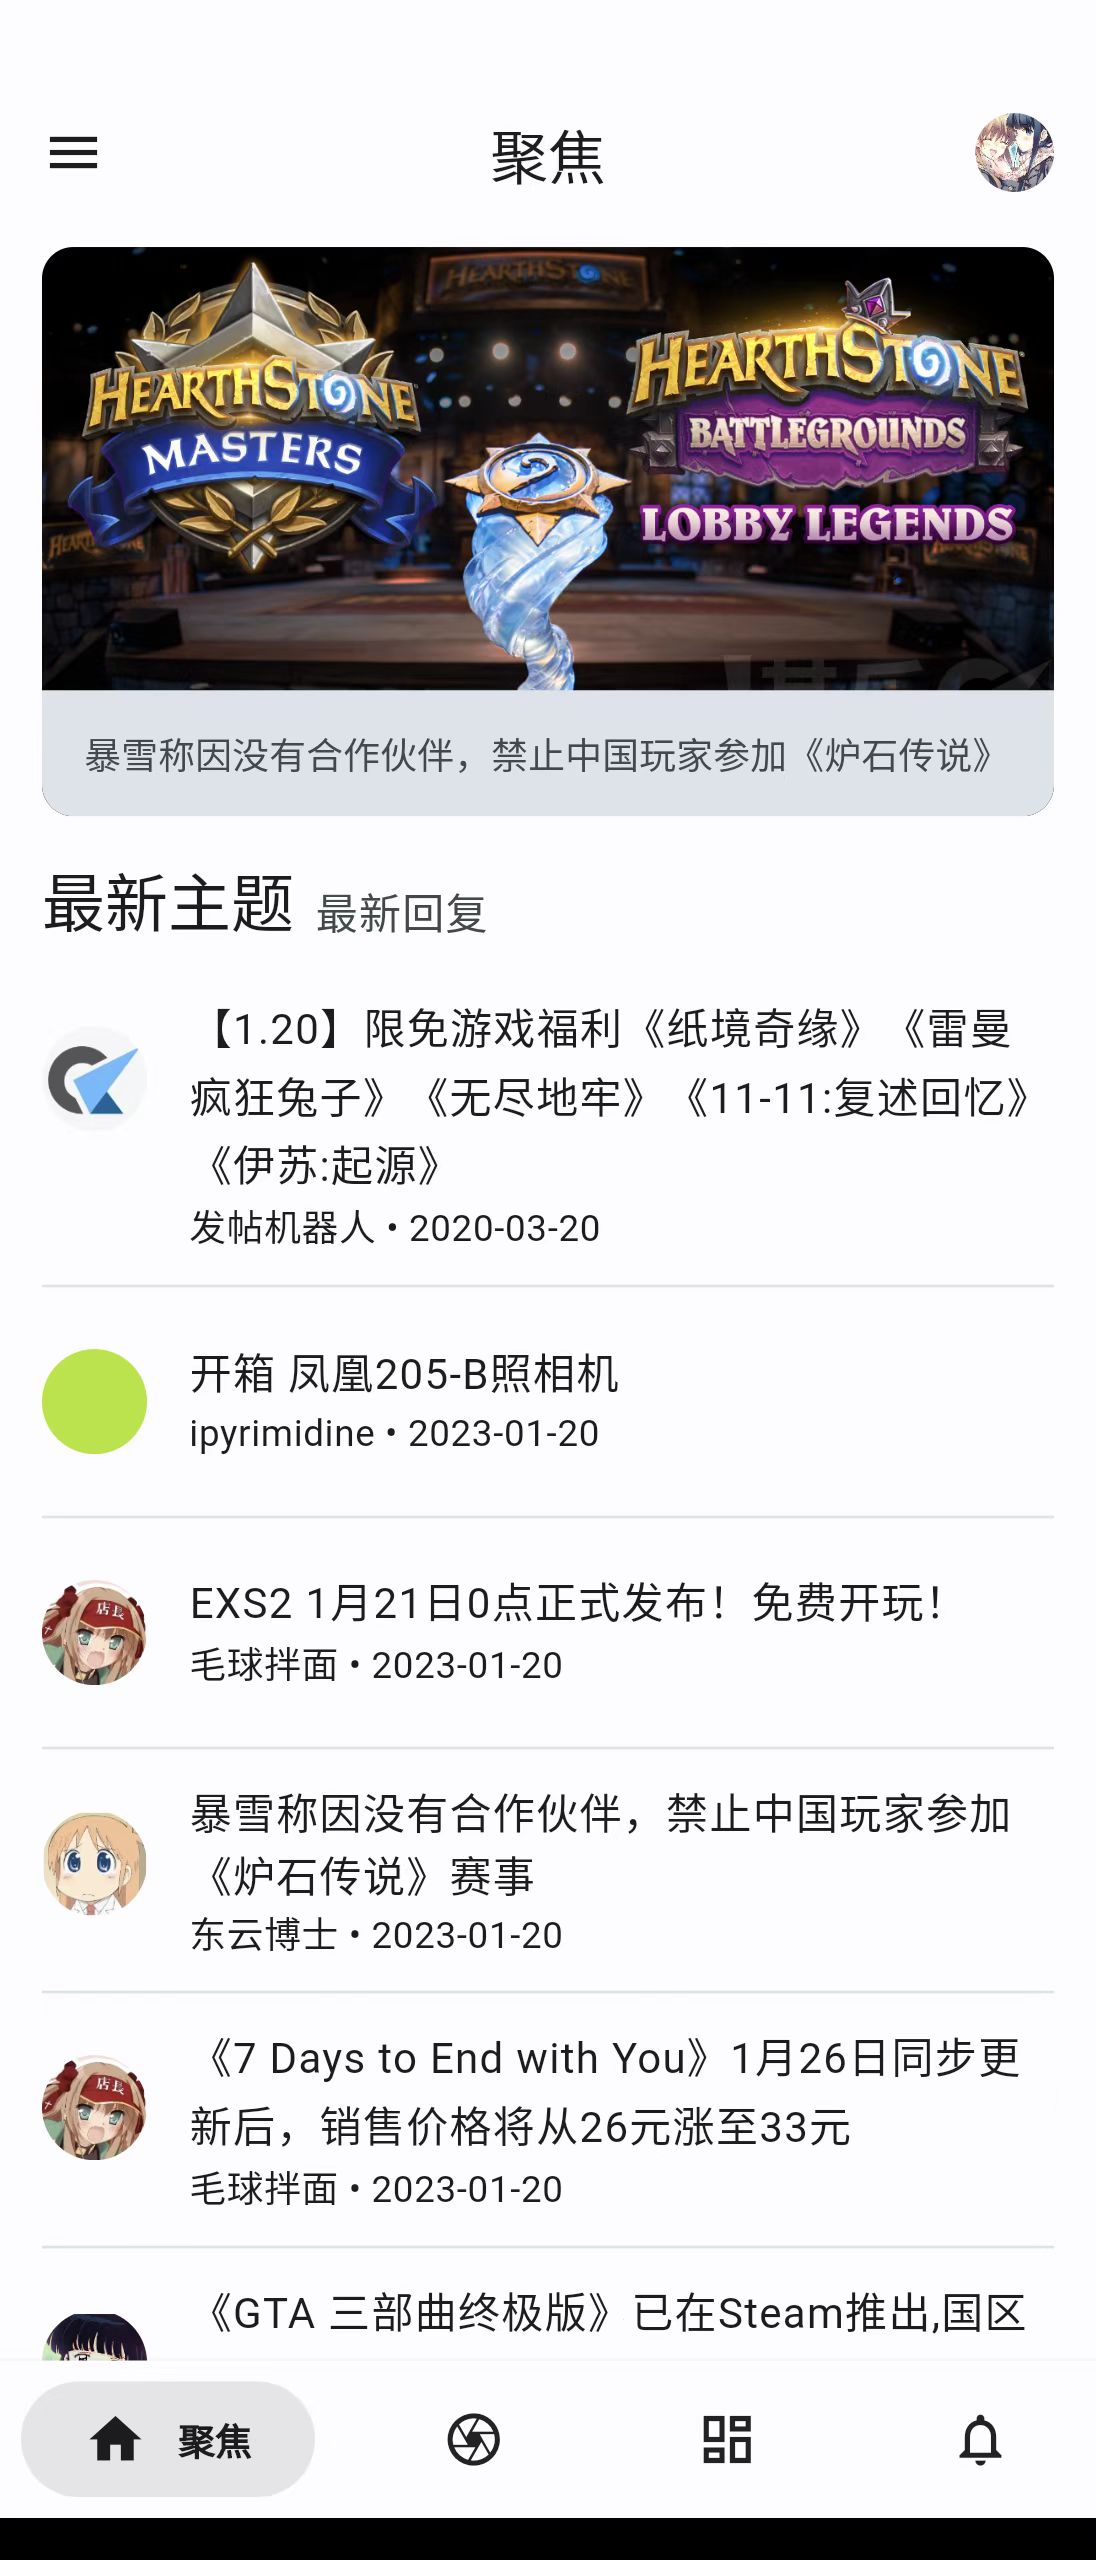 聚焦
HEARTHSTONE
HEARTHSTONE
MASTERS
HEARTHSTONE
BATTLEGROUNDS
LOBBY LEGENDS
暴雪称因没有合作伙伴，禁止中国玩家参加《炉石传说》
最新主题 最新回复
【1.20】限免游戏福利《纸境奇缘》《雷曼
疯狂兔子》《无尽地牢》《11-11:复述回忆》
《伊苏:起源》
发帖机器人 • 2020-03-20
开箱 凤凰205-B照相机
ipyrimidine • 2023-01-20
店長
EXS2 1月21日0点正式发布！免费开玩！
毛球拌面 • 2023-01-20
暴雪称因没有合作伙伴，禁止中国玩家参加
《炉石传说》赛事
东云博士 • 2023-01-20
店長
《7 Days to End with You》1月26日同步更
新后，销售价格将从26元涨至33元
毛球拌面 • 2023-01-20
《GTA 三部曲终极版》已在Steam推出,国区
聚焦